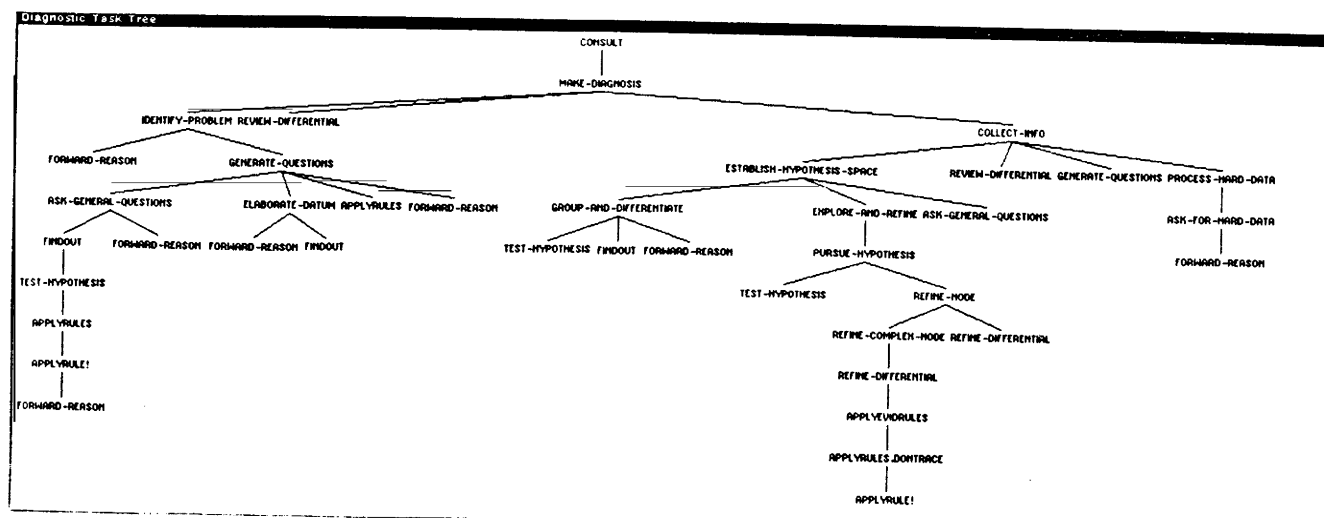 Diagnostic Task Tree
CONSULT
MAKE-DIAGNOSIS
IDENTIFY-PROBLEM REVIEW-DIFFERENTIAL
COLLECT-INFO
FORWARD-REASON GENERATE-QUESTIONS
ESTABLISH-HYPOTHESIS-SPACE REVIEW-DIFFERENTIAL GENERATE-QUESTIONS PROCESS-HARD-DATA
ASK-GENERAL-QUESTIONS ELABORATE-DATUM APPLYRULES FORWARD-REASON GROUP-AND-DIFFERENTIATE EXPLORE-AND-REFINE ASK-GENERAL-QUESTIONS ASK-FOR-HARD-DATA
FINDOUT FORWARD-REASON FORWARD-REASON FINDOUT TEST-HYPOTHESIS FINDOUT FORWARD-REASON PURSUE-HYPOTHESIS FORWARD-REASON
TEST-HYPOTHESIS TEST-HYPOTHESIS REFINE-NODE
APPLYRULES REFINE-COMPLEX-NODE REFINE-DIFFERENTIAL
APPLYRULE! REFINE-DIFFERENTIAL
FORWARD-REASON APPLYEVIDRULES
APPLYRULES.DONTRACE
APPLYRULE!